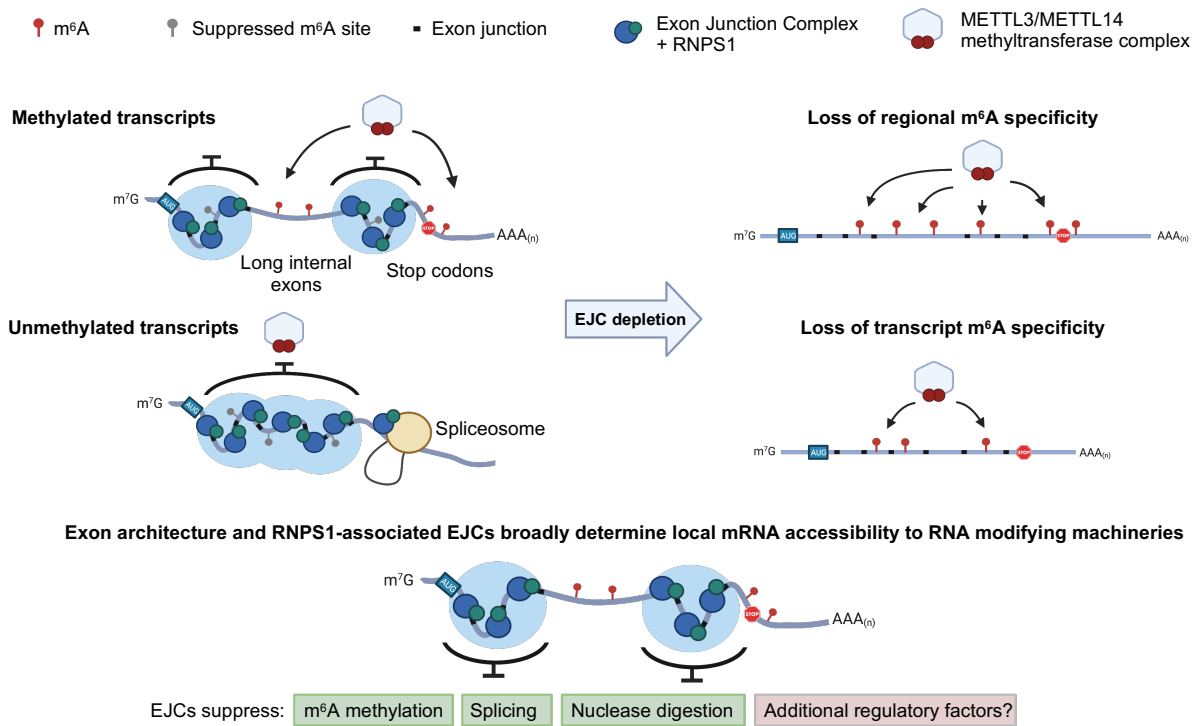 m⁶A
Suppressed m⁶A site
Exon junction
Exon Junction Complex
+ RNPS1
METTL3/METTL14
methyltransferase complex
Methylated transcripts
m⁷G
AUG
STOP
AAA(n)
Long internal
exons
Stop codons
Unmethylated transcripts
m⁷G
AUG
Spliceosome
EJC depletion
Loss of regional m⁶A specificity
m⁷G
AUG
STOP
AAA(n)
Loss of transcript m⁶A specificity
m⁷G
AUG
STOP
AAA(n)
Exon architecture and RNPS1-associated EJCs broadly determine local mRNA accessibility to RNA modifying machineries
m⁷G
AUG
STOP
AAA(n)
EJCs suppress: m⁶A methylation Splicing Nuclease digestion Additional regulatory factors?